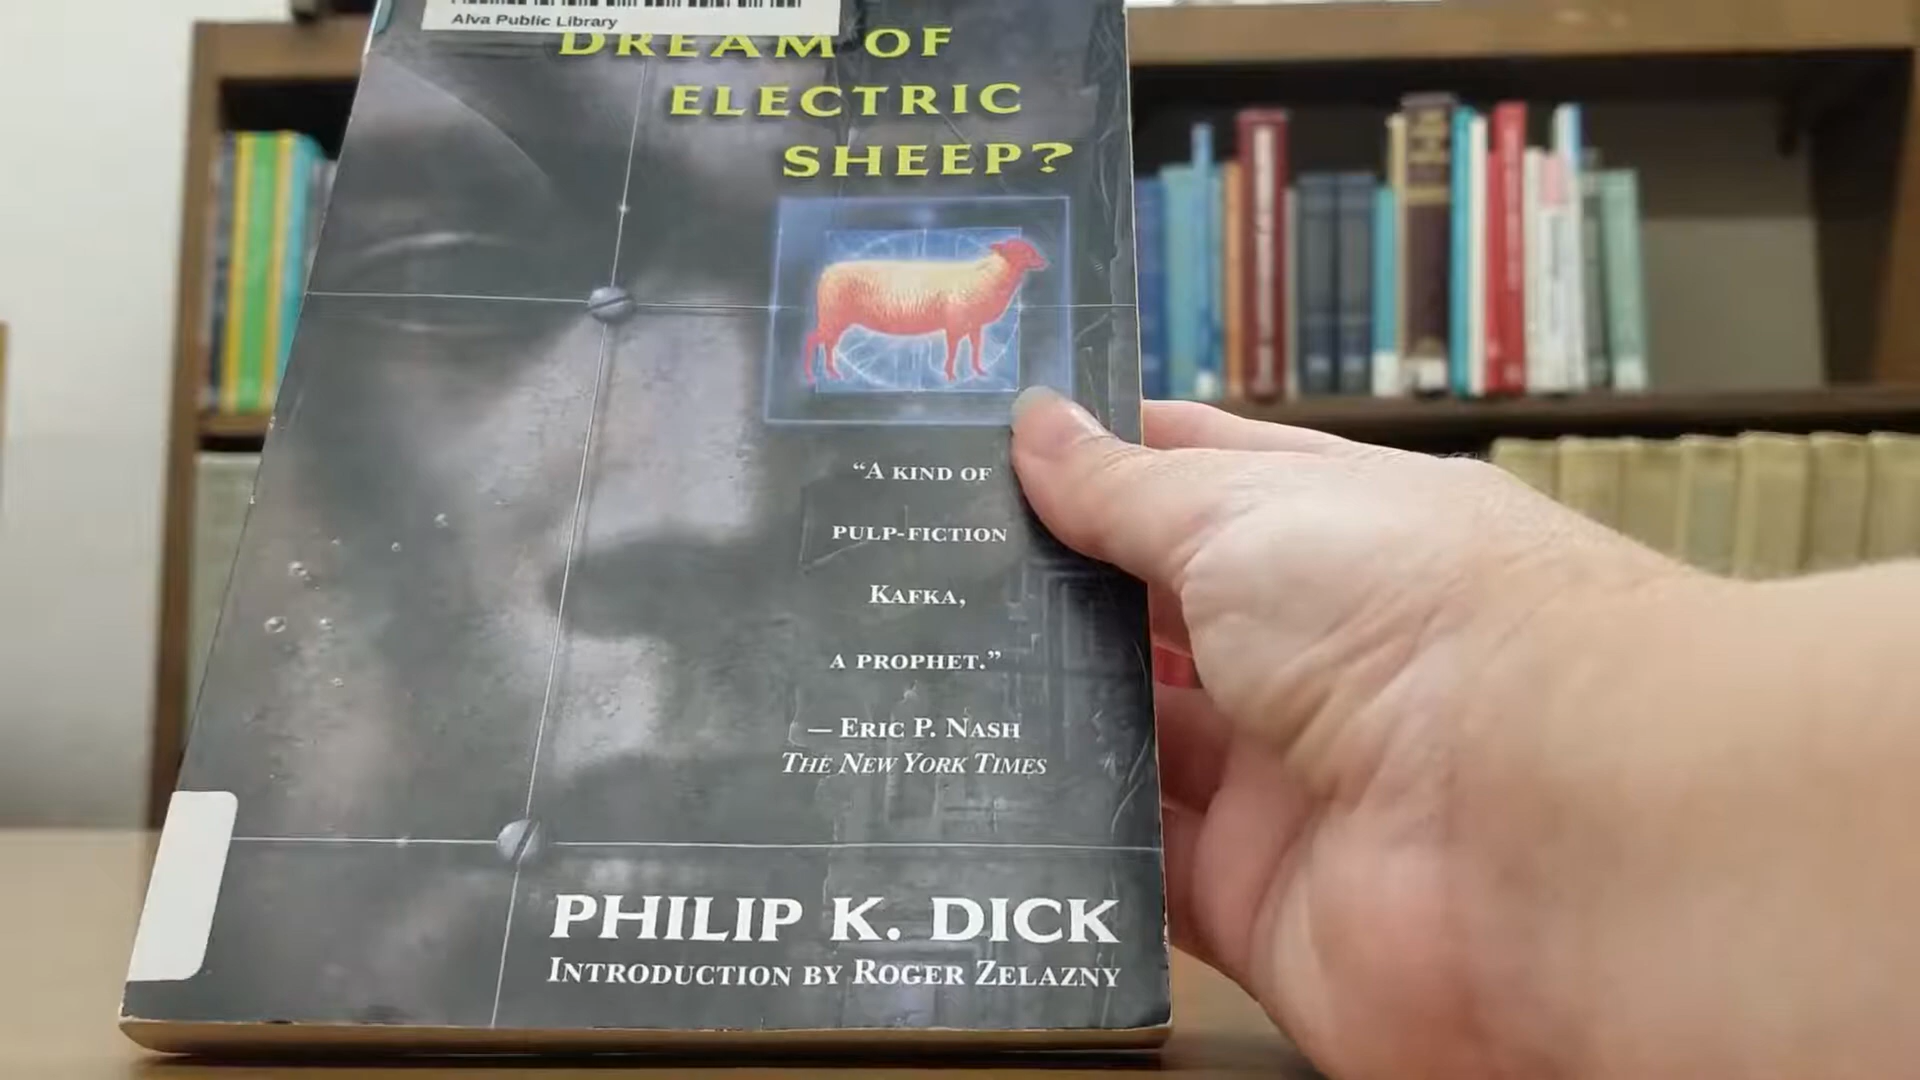 Alva Public Library
DREAM OF
ELECTRIC
SHEEP?
“A KIND OF
PULP-FICTION
KAFKA,
A PROPHET.”
— ERIC P. NASH
THE NEW YORK TIMES
PHILIP K. DICK
INTRODUCTION BY ROGER ZELAZNY